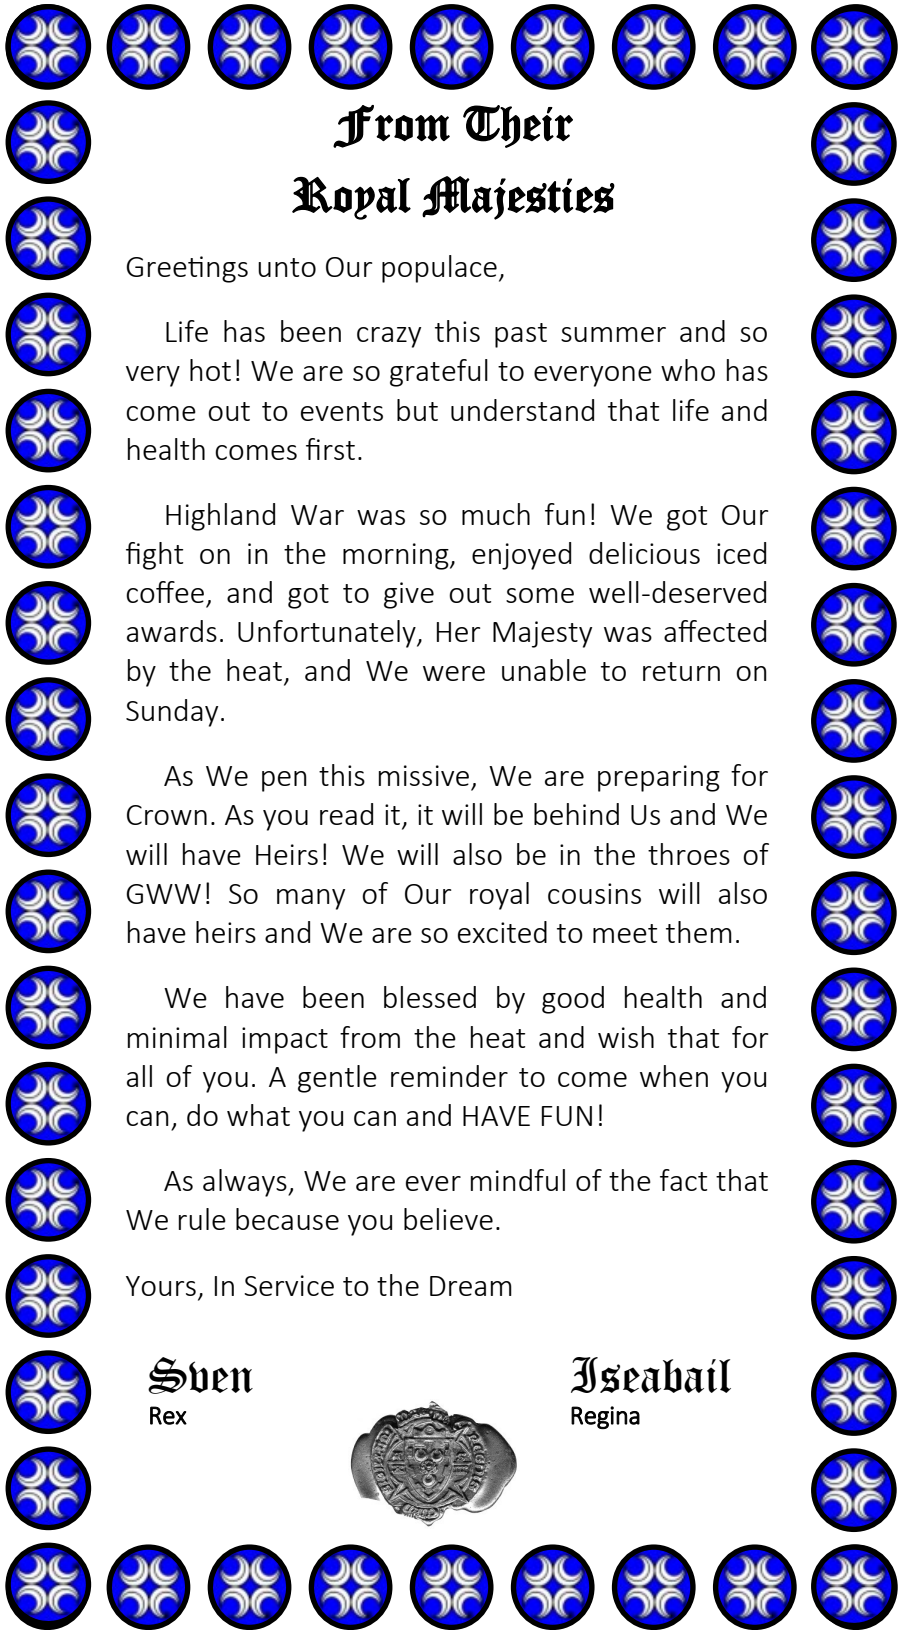 From Their
Royal Majesties
Greetings unto Our populace,
Life has been crazy this past summer and so
very hot! We are so grateful to everyone who has
come out to events but understand that life and
health comes first.
Highland War was so much fun! We got Our
fight on in the morning, enjoyed delicious iced
coffee, and got to give out some well-deserved
awards. Unfortunately, Her Majesty was affected
by the heat, and We were unable to return on
Sunday.
As We pen this missive, We are preparing for
Crown. As you read it, it will be behind Us and We
will have Heirs! We will also be in the throes of
GWW! So many of Our royal cousins will also
have heirs and We are so excited to meet them.
We have been blessed by good health and
minimal impact from the heat and wish that for
all of you. A gentle reminder to come when you
can, do what you can and HAVE FUN!
As always, We are ever mindful of the fact that
We rule because you believe.
Yours, In Service to the Dream
Sven
Iseabail
Rex
Regina